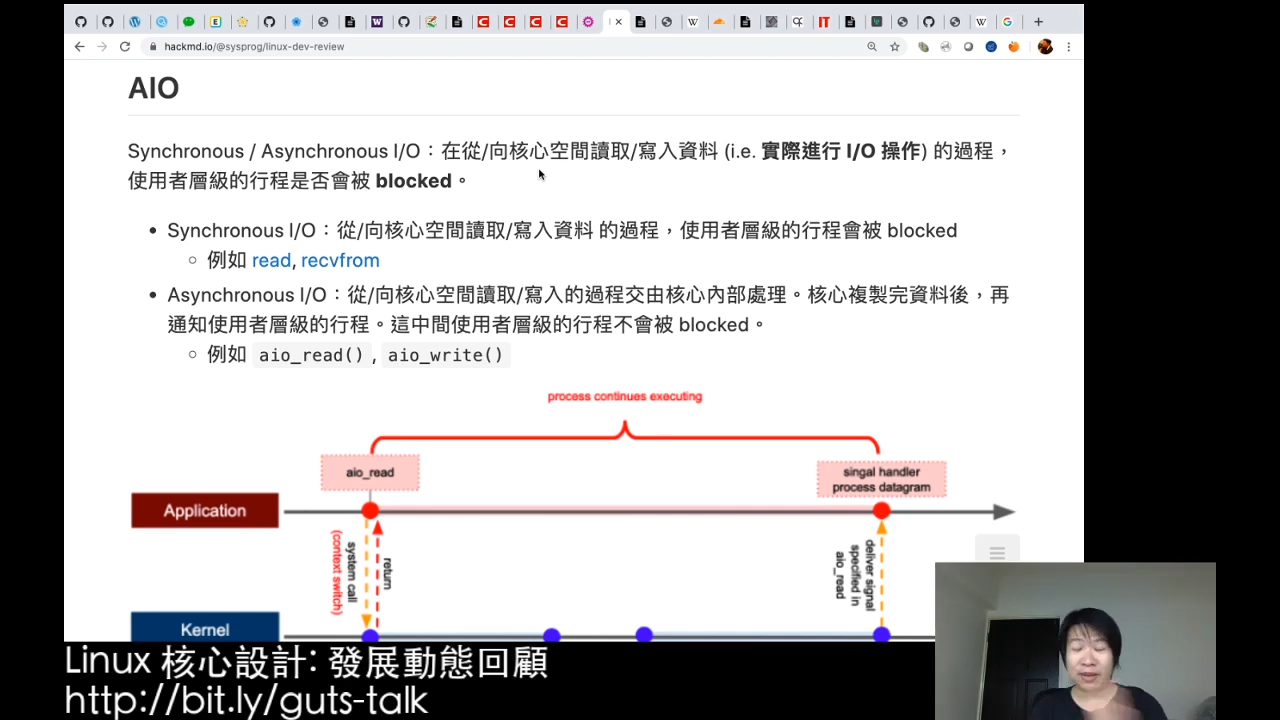 hackmd.io/@sysprog/linux-dev-review
AIO
Synchronous / Asynchronous I/O：在從/向核心空間讀取/寫入資料 (i.e. 實際進行 I/O 操作) 的過程，
使用者層級的行程是否會被 blocked。
Synchronous I/O：從/向核心空間讀取/寫入資料 的過程，使用者層級的行程會被 blocked
例如 read, recvfrom
Asynchronous I/O：從/向核心空間讀取/寫入的過程交由核心內部處理。核心複製完資料後，再
通知使用者層級的行程。這中間使用者層級的行程不會被 blocked。
例如 aio_read() , aio_write()
process continues executing
aio_read
singal handler
process datagram
Application
system call
(context switch)
return
deliver signal
specified in
aio_read
Kernel
Linux 核心設計: 發展動態回顧
http://bit.ly/guts-talk